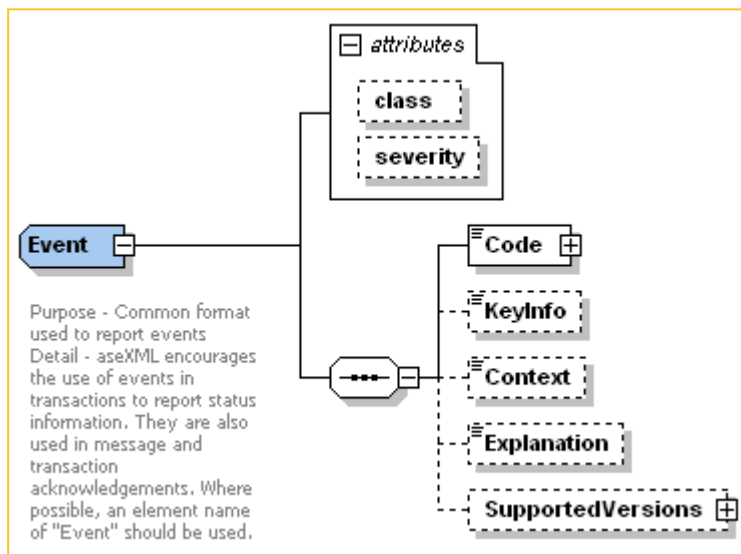 attributes
class
severity
Event
Code
KeyInfo
Context
Explanation
SupportedVersions
Purpose - Common format
used to report events
Detail - aseXML encourages
the use of events in
transactions to report status
information. They are also
used in message and
transaction
acknowledgements. Where
possible, an element name
of "Event" should be used.